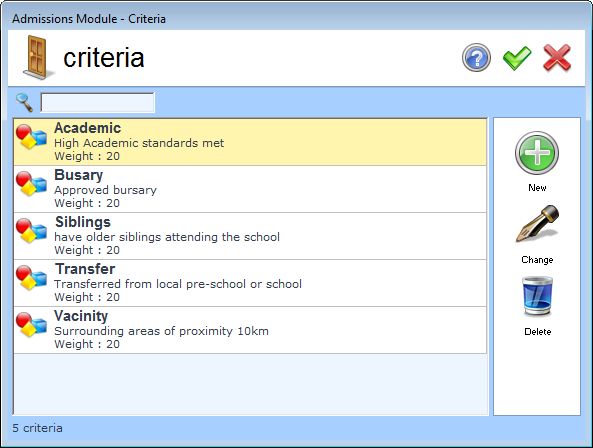 Admissions Module - Criteria
criteria
Academic
High Academic standards met
Weight : 20
Busary
Approved bursary
Weight : 20
Siblings
have older siblings attending the school
Weight : 20
Transfer
Transferred from local pre-school or school
Weight : 20
Vacinity
Surrounding areas of proximity 10km
Weight : 20
New
Change
Delete
5 criteria